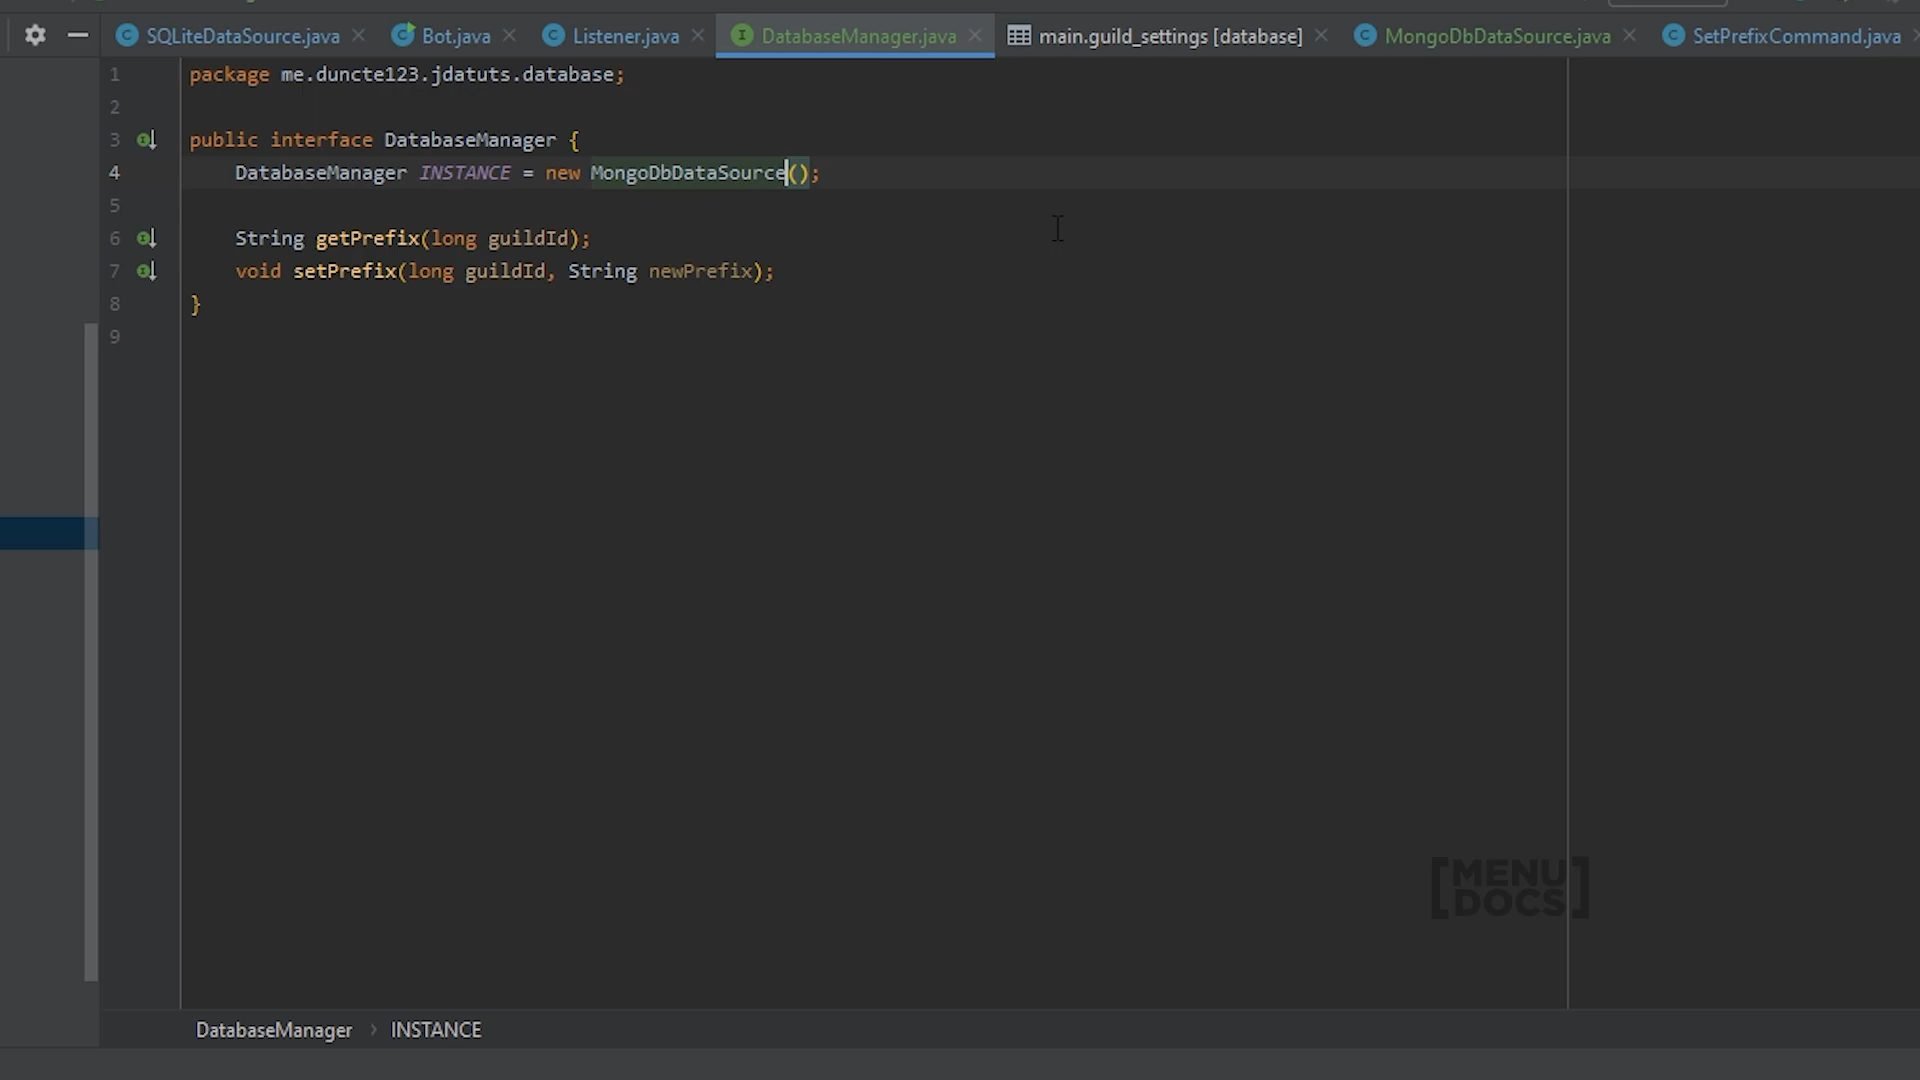 SQLiteDataSource.java Bot.java Listener.java DatabaseManager.java main.guild_settings [database] MongoDbDataSource.java SetPrefixCommand.java
1 package me.duncte123.jdatuts.database;
2
3 public interface DatabaseManager {
4 DatabaseManager INSTANCE = new MongoDbDataSource();
5
6 String getPrefix(long guildId);
7 void setPrefix(long guildId, String newPrefix);
8 }
9
[MENU
DOCS]
DatabaseManager › INSTANCE